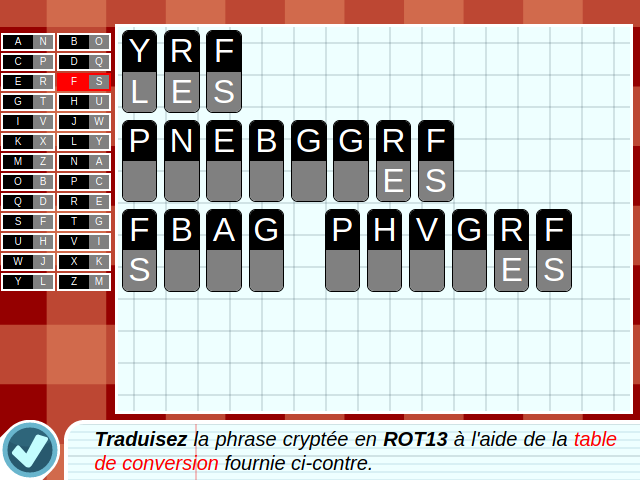 A N B O
C P D Q
E R F S
G T H U
I V J W
K X L Y
M Z N A
O B P C
Q D R E
S F T G
U H V I
W J X K
Y L Z M
Y R F
L E S
P N E B G G R F
E S
F B A G P H V G R F
S E S
Traduisez la phrase cryptée en ROT13 à l'aide de la table
de conversion fournie ci-contre.